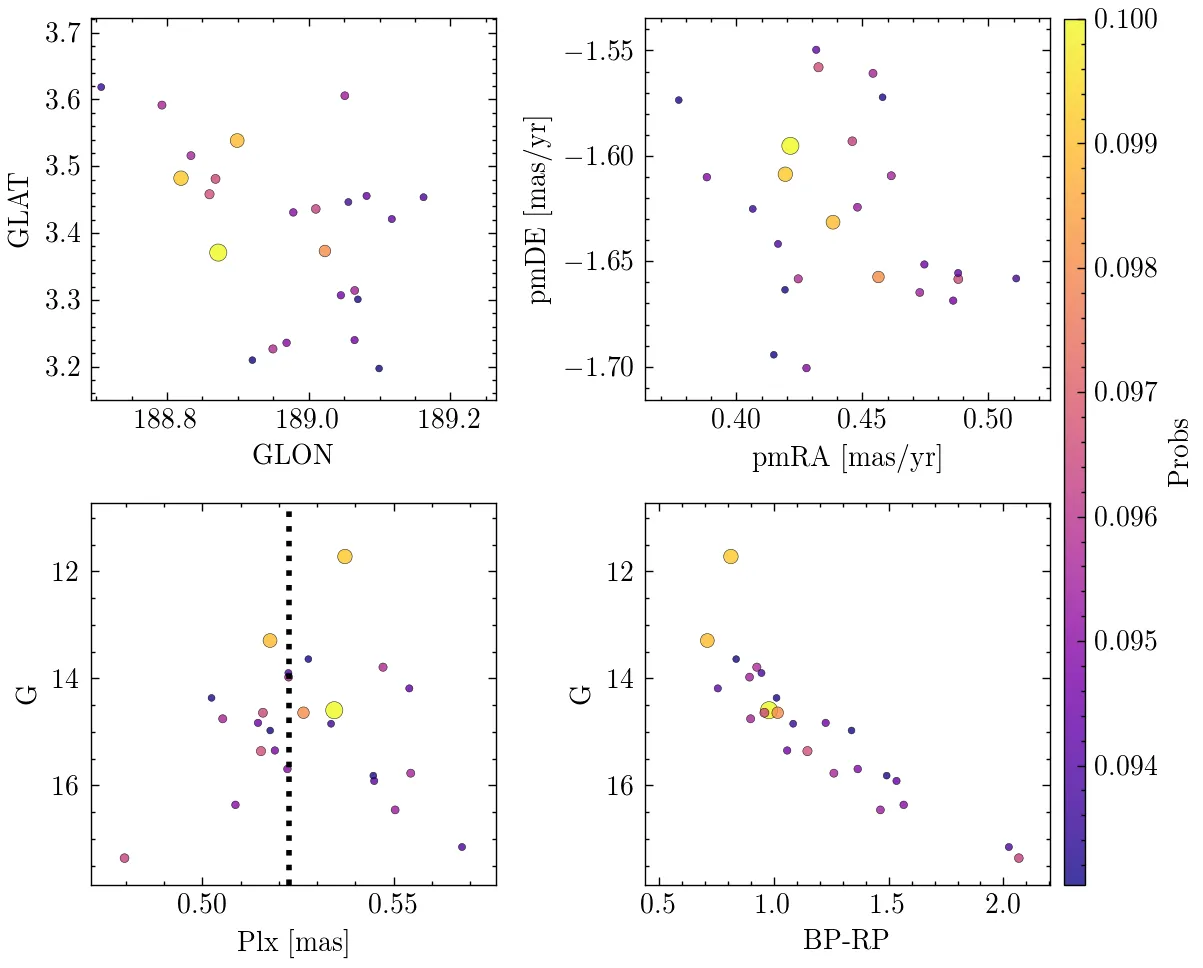 3.7
3.6
3.5
3.4
3.3
3.2
GLAT
188.8 189.0 189.2
GLON
−1.55
−1.60
−1.65
−1.70
pmDE [mas/yr]
0.40 0.45 0.50
pmRA [mas/yr]
12
14
16
G
0.50 0.55
Plx [mas]
12
14
16
G
0.5 1.0 1.5 2.0
BP-RP
0.100
0.099
0.098
0.097
0.096
0.095
0.094
Probs